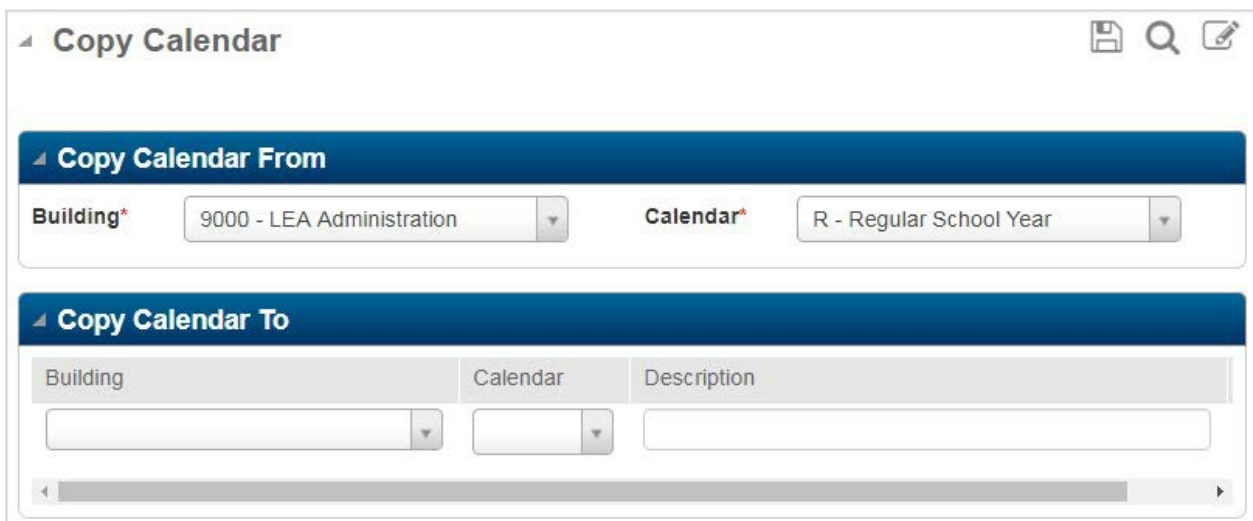 Copy Calendar
Copy Calendar From
Building* 9000 - LEA Administration Calendar* R - Regular School Year
Copy Calendar To
Building Calendar Description